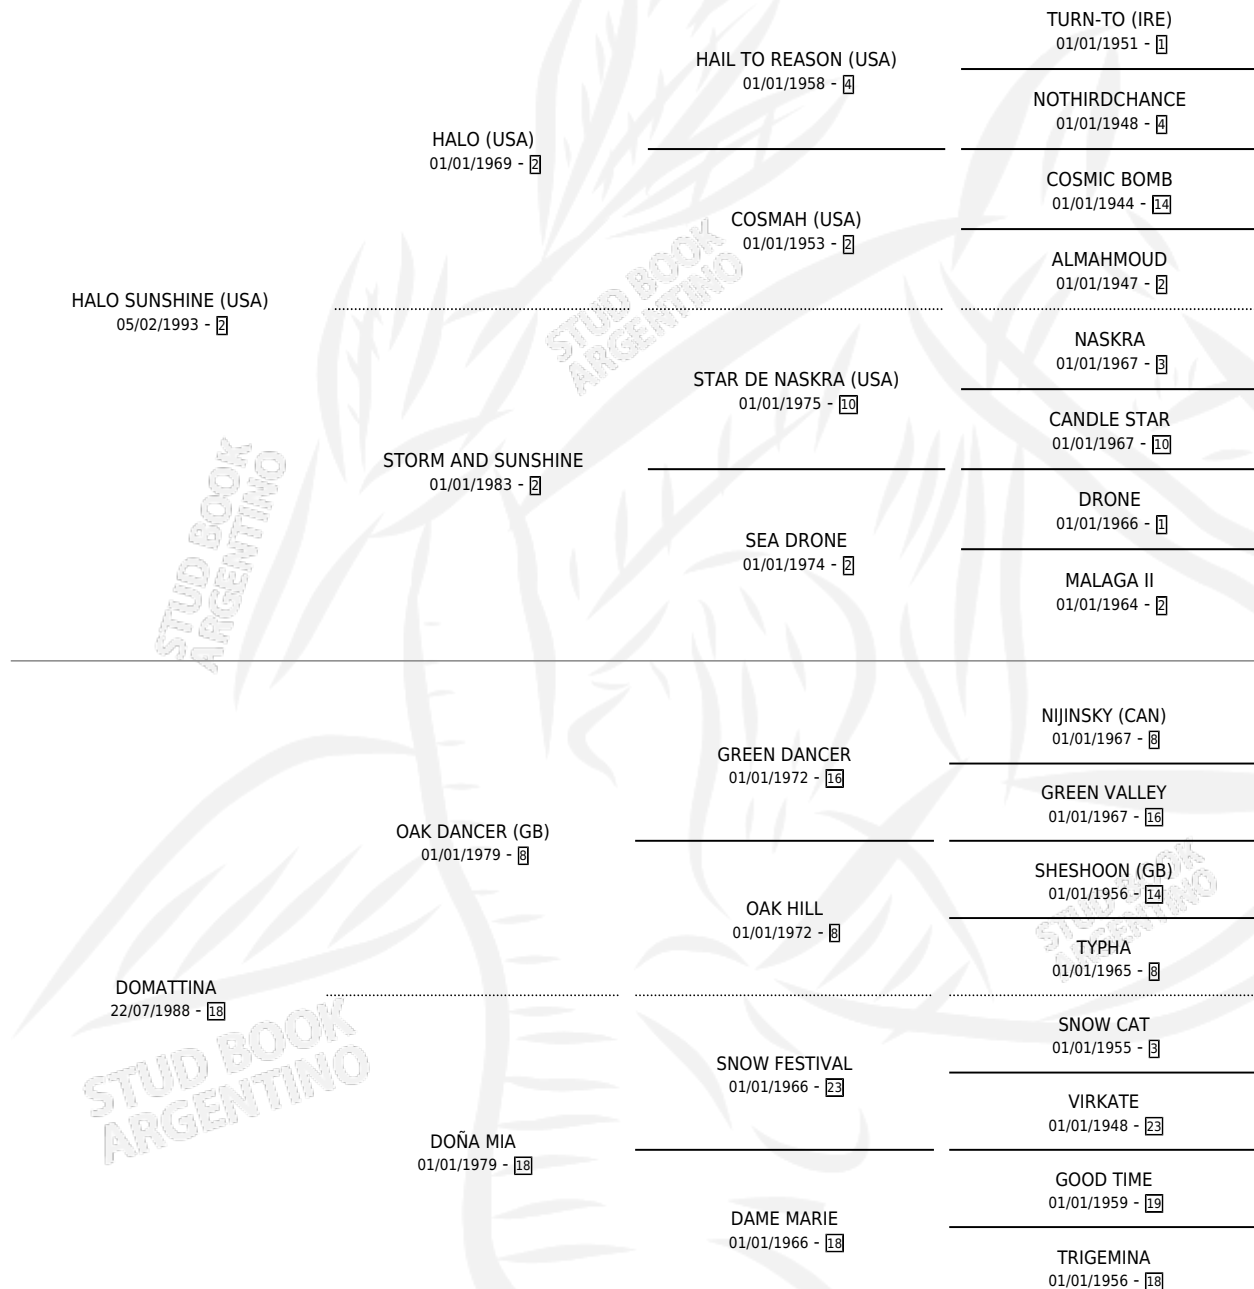 TURN-TO (IRE)
01/01/1951 - 1
HAIL TO REASON (USA)
01/01/1958 - 4
NOTHIRDCHANCE
01/01/1948 - 4
HALO (USA)
01/01/1969 - 2
COSMIC BOMB
01/01/1944 - 14
COSMAH (USA)
01/01/1953 - 2
ALMAHMOUD
01/01/1947 - 2
HALO SUNSHINE (USA)
05/02/1993 - 2
NASKRA
01/01/1967 - 3
STAR DE NASKRA (USA)
01/01/1975 - 10
CANDLE STAR
01/01/1967 - 10
STORM AND SUNSHINE
01/01/1983 - 2
DRONE
01/01/1966 - 1
SEA DRONE
01/01/1974 - 2
MALAGA II
01/01/1964 - 2
NIJINSKY (CAN)
01/01/1967 - 8
GREEN DANCER
01/01/1972 - 16
GREEN VALLEY
01/01/1967 - 16
OAK DANCER (GB)
01/01/1979 - 8
SHESHOON (GB)
01/01/1956 - 14
OAK HILL
01/01/1972 - 8
TYPHA
01/01/1965 - 8
DOMATTINA
22/07/1988 - 18
SNOW CAT
01/01/1955 - 3
SNOW FESTIVAL
01/01/1966 - 23
VIRKATE
01/01/1948 - 23
DOÑA MIA
01/01/1979 - 18
GOOD TIME
01/01/1959 - 19
DAME MARIE
01/01/1966 - 18
TRIGEMINA
01/01/1956 - 18
STUD BOOK
ARGENTINO
STUD BOOK
ARGENTINO
STUD BOOK
ARGENTINO
STUD BOOK
ARGENTINO